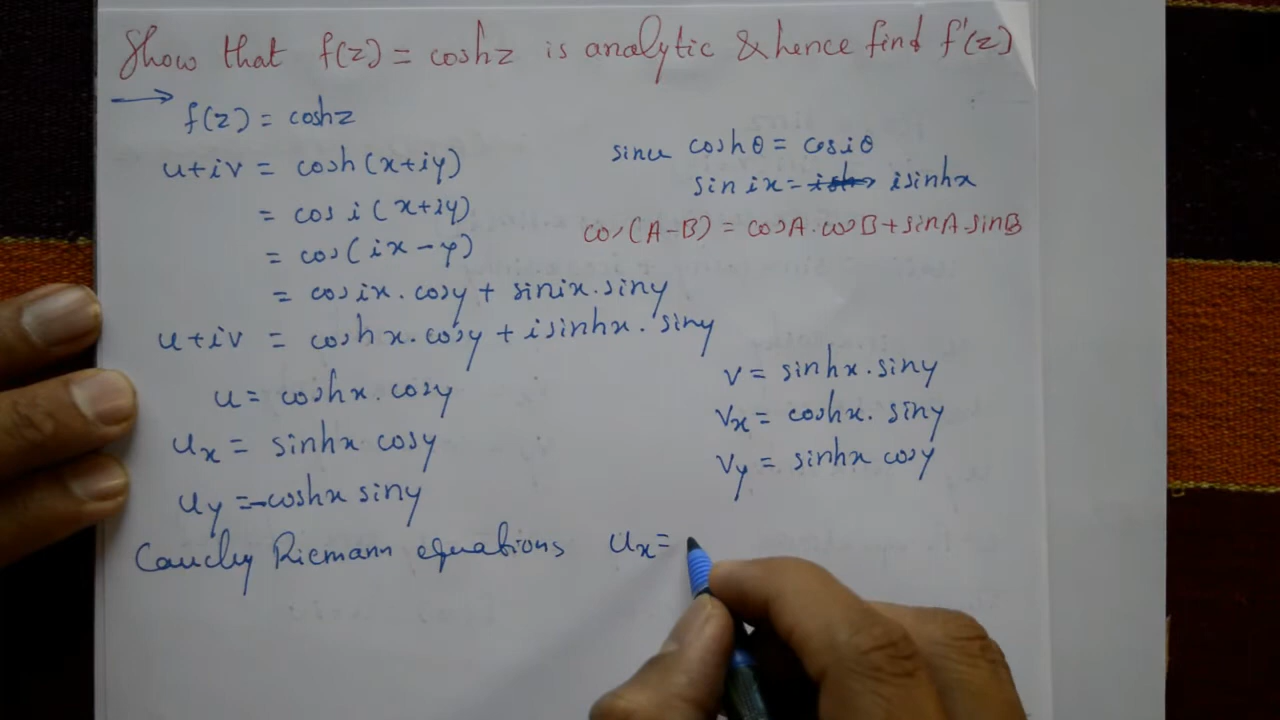 Show that f(z) = coshz is analytic & hence find f'(z)
f(z) = coshz
u+iv = cosh(x+iy)
= cos i(x+iy)
= cos(ix-y)
= cosix.cosy + sinix.siny
u+iv = coshx.cosy + isinhx.siny
since coshθ = cosiθ
sin ix = isinhx
cos(A-B) = cosA.cosB+sinA.sinB
u = coshx.cosy
ux = sinhx cosy
uy = -coshx siny
v = sinhx.siny
vx = coshx.siny
vy = sinhx cosy
Cauchy Riemann equations ux =